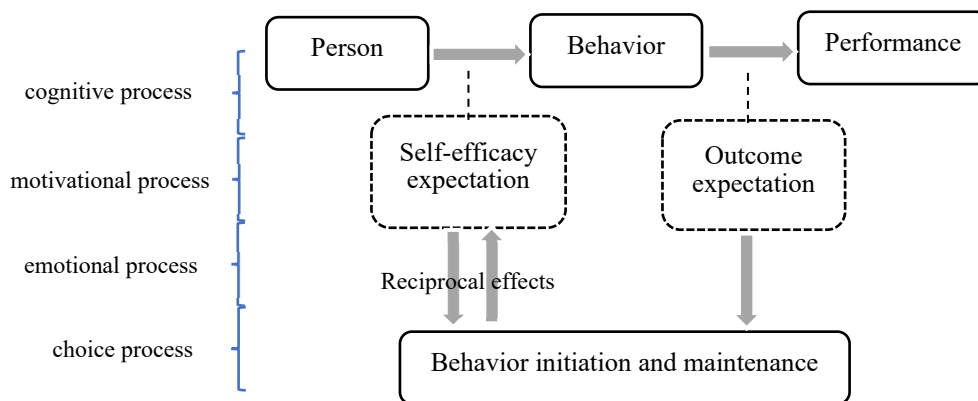 Person
Behavior
Performance
cognitive process
Self-efficacy
expectation
Outcome
expectation
motivational process
emotional process
Reciprocal effects
choice process
Behavior initiation and maintenance